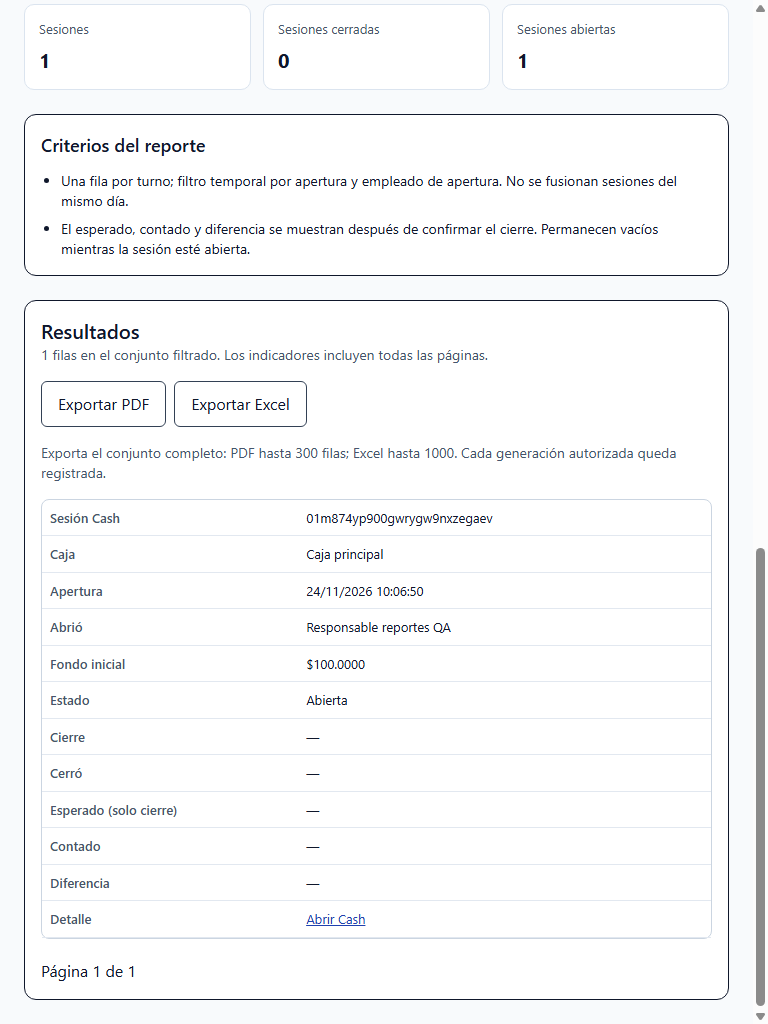 Sesiones
1
Sesiones cerradas
0
Sesiones abiertas
1
Criterios del reporte
Una fila por turno; filtro temporal por apertura y empleado de apertura. No se fusionan sesiones del
mismo día.
El esperado, contado y diferencia se muestran después de confirmar el cierre. Permanecen vacíos
mientras la sesión esté abierta.
Resultados
1 filas en el conjunto filtrado. Los indicadores incluyen todas las páginas.
Exportar PDF
Exportar Excel
Exporta el conjunto completo: PDF hasta 300 filas; Excel hasta 1000. Cada generación autorizada queda
registrada.
Sesión Cash 01m874yp900gwrygw9nxzegaev
Caja Caja principal
Apertura 24/11/2026 10:06:50
Abrió Responsable reportes QA
Fondo inicial $100.0000
Estado Abierta
Cierre —
Cerró —
Esperado (solo cierre) —
Contado —
Diferencia —
Detalle Abrir Cash
Página 1 de 1